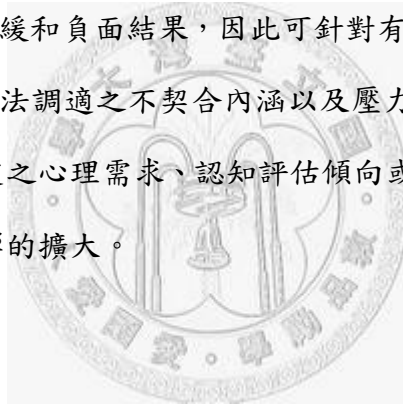 緩和負面結果,因此可針對有
法調適之不契合內涵以及壓力
之心理需求、認知評估傾向或
的擴大。